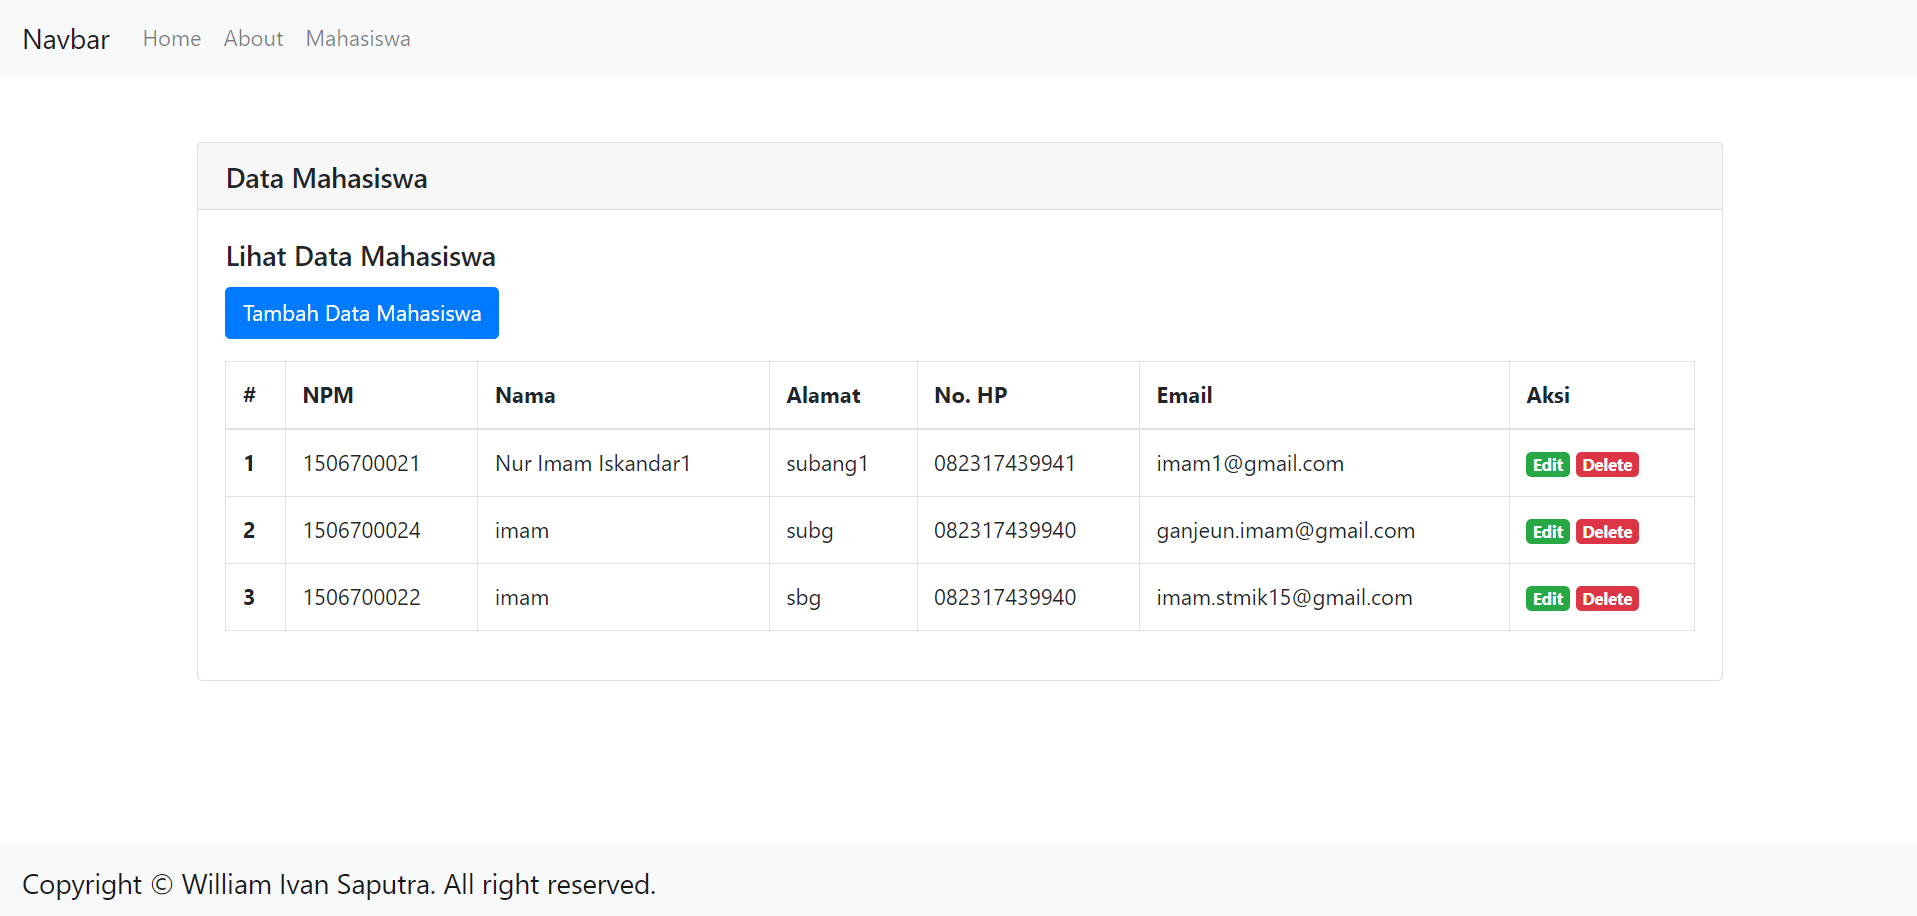 Navbar Home About Mahasiswa
Data Mahasiswa
Lihat Data Mahasiswa
Tambah Data Mahasiswa
# NPM Nama Alamat No. HP Email Aksi
1 1506700021 Nur Imam Iskandar1 subang1 082317439941 imam1@gmail.com Edit Delete
2 1506700024 imam subg 082317439940 ganjeun.imam@gmail.com Edit Delete
3 1506700022 imam sbg 082317439940 imam.stmik15@gmail.com Edit Delete
Copyright © William Ivan Saputra. All right reserved.